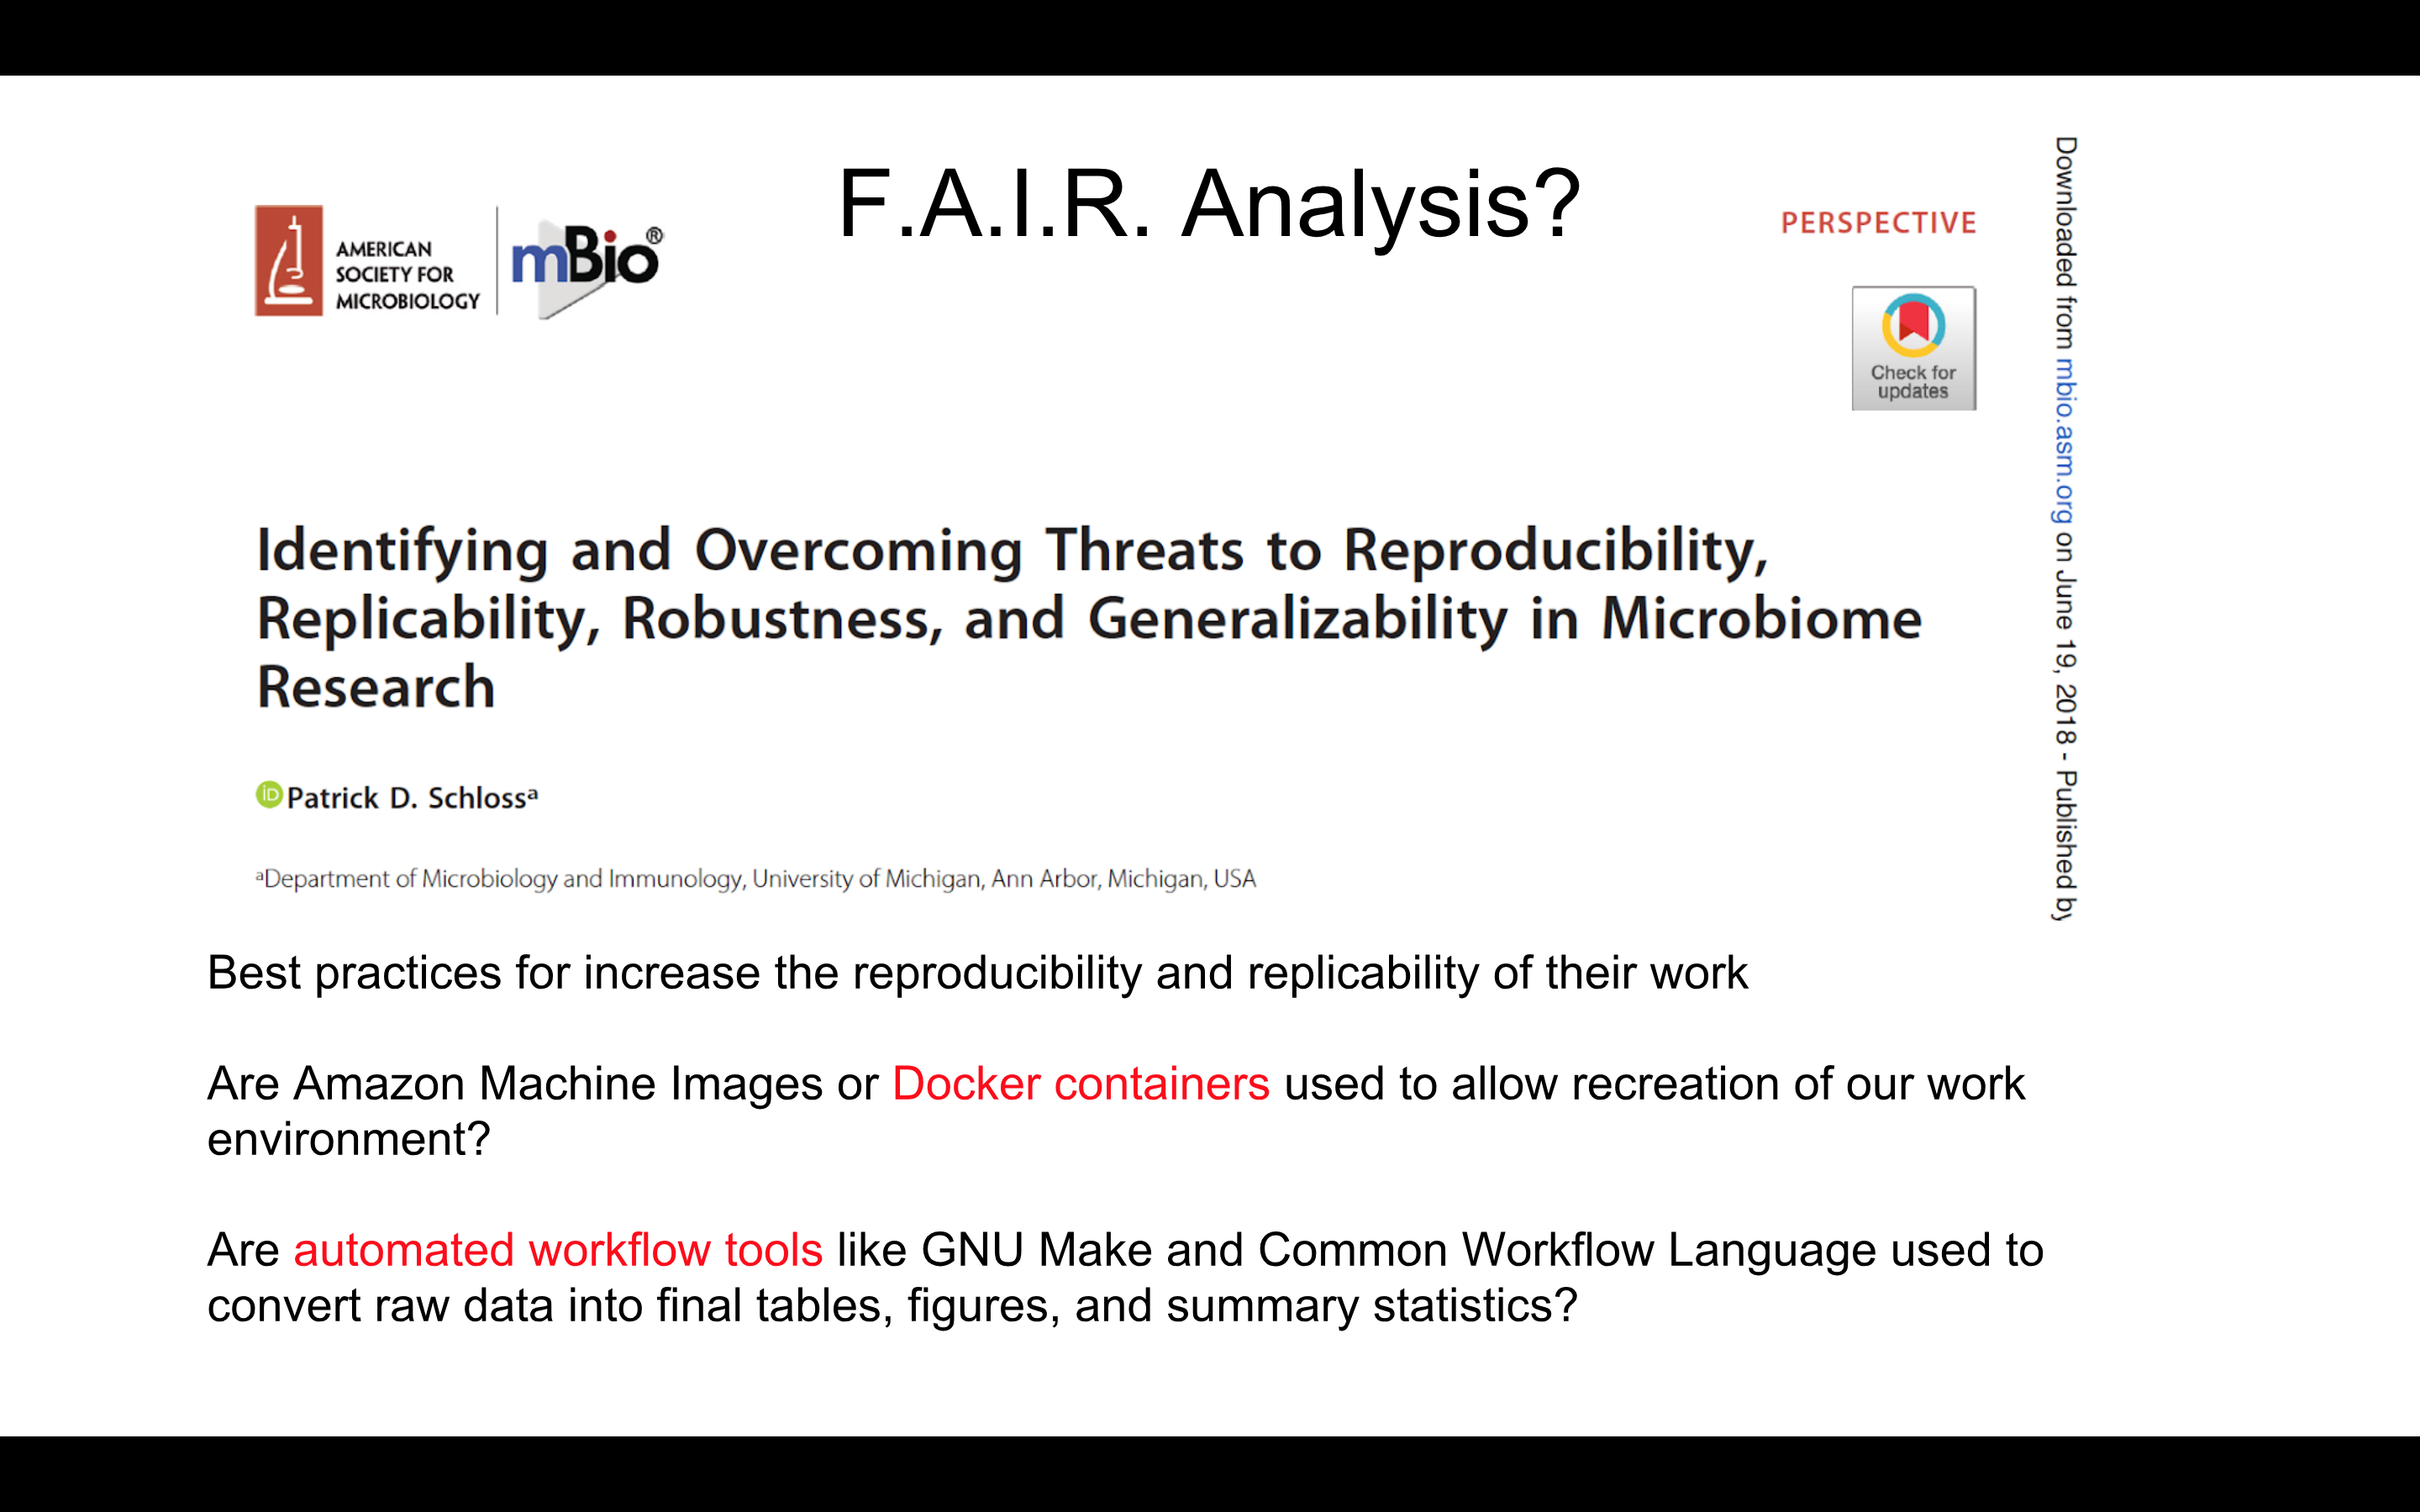 F.A.I.R. Analysis?
AMERICAN
SOCIETY FOR
MICROBIOLOGY
mBio®
PERSPECTIVE
Check for
updates
Downloaded from mbio.asm.org on June 19, 2018 - Published by
Identifying and Overcoming Threats to Reproducibility,
Replicability, Robustness, and Generalizability in Microbiome
Research
iD Patrick D. Schlossᵃ
ᵃDepartment of Microbiology and Immunology, University of Michigan, Ann Arbor, Michigan, USA
Best practices for increase the reproducibility and replicability of their work
Are Amazon Machine Images or Docker containers used to allow recreation of our work
environment?
Are automated workflow tools like GNU Make and Common Workflow Language used to
convert raw data into final tables, figures, and summary statistics?